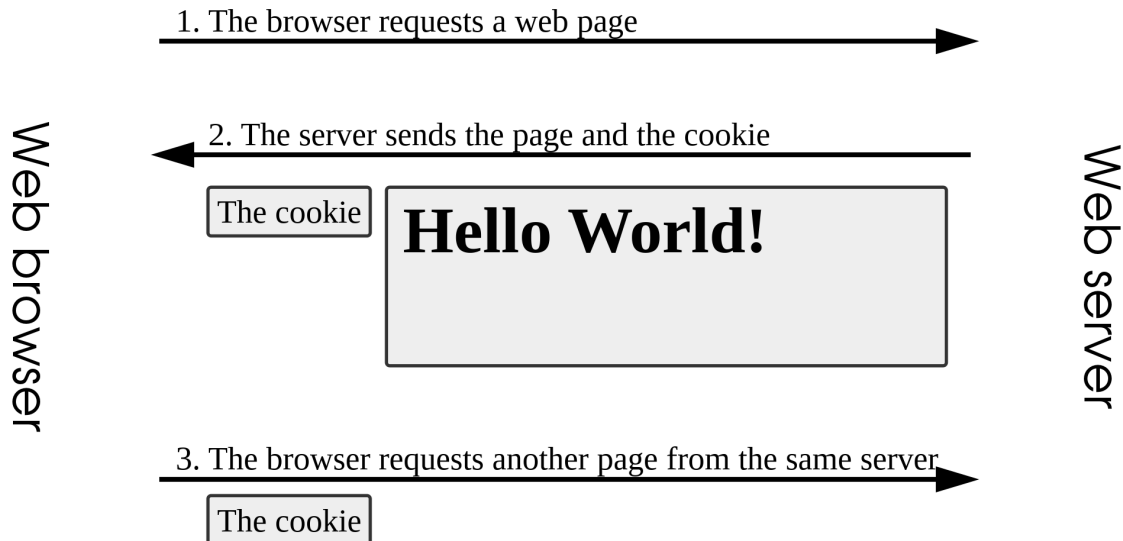 1. The browser requests a web page
2. The server sends the page and the cookie
The cookie
Hello World!
Web browser
Web server
3. The browser requests another page from the same server
The cookie